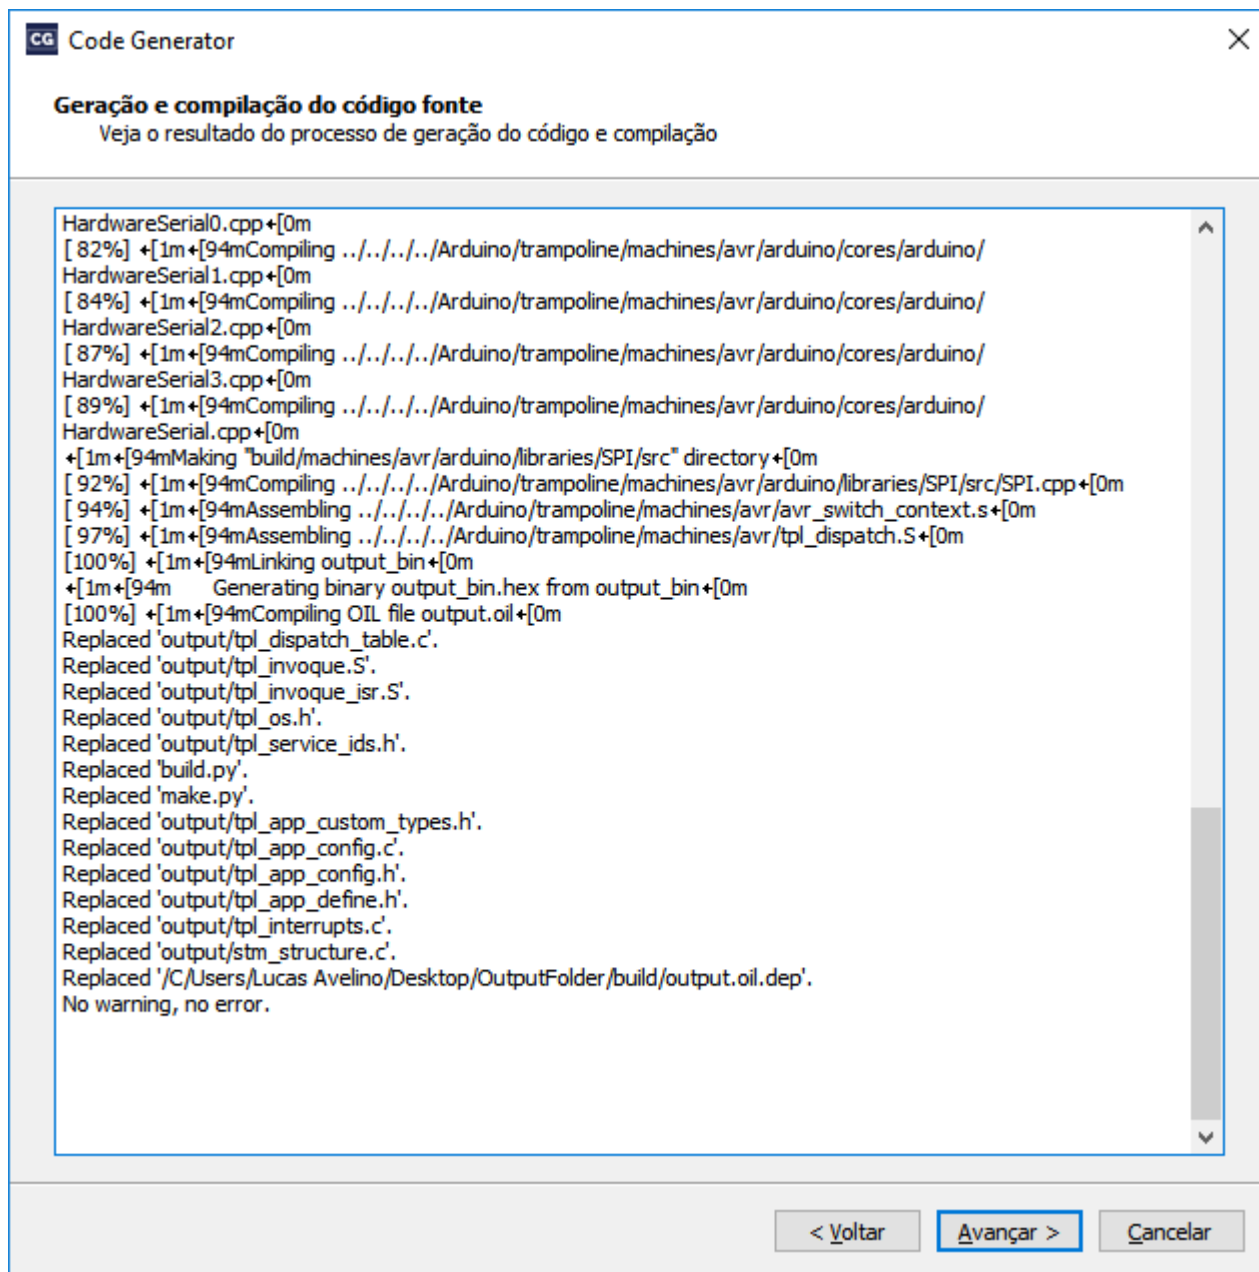 CG Code Generator
Geração e compilação do código fonte
Veja o resultado do processo de geração do código e compilação
HardwareSerial0.cpp←[0m
[ 82%] ←[1m←[94mCompiling ../../../../Arduino/trampoline/machines/avr/arduino/cores/arduino/
HardwareSerial1.cpp←[0m
[ 84%] ←[1m←[94mCompiling ../../../../Arduino/trampoline/machines/avr/arduino/cores/arduino/
HardwareSerial2.cpp←[0m
[ 87%] ←[1m←[94mCompiling ../../../../Arduino/trampoline/machines/avr/arduino/cores/arduino/
HardwareSerial3.cpp←[0m
[ 89%] ←[1m←[94mCompiling ../../../../Arduino/trampoline/machines/avr/arduino/cores/arduino/
HardwareSerial.cpp←[0m
←[1m←[94mMaking "build/machines/avr/arduino/libraries/SPI/src" directory←[0m
[ 92%] ←[1m←[94mCompiling ../../../../Arduino/trampoline/machines/avr/arduino/libraries/SPI/src/SPI.cpp←[0m
[ 94%] ←[1m←[94mAssembling ../../../../Arduino/trampoline/machines/avr/avr_switch_context.s←[0m
[ 97%] ←[1m←[94mAssembling ../../../../Arduino/trampoline/machines/avr/tpl_dispatch.S←[0m
[100%] ←[1m←[94mLinking output_bin←[0m
←[1m←[94m      Generating binary output_bin.hex from output_bin←[0m
[100%] ←[1m←[94mCompiling OIL file output.oil←[0m
Replaced 'output/tpl_dispatch_table.c'.
Replaced 'output/tpl_invoque.S'.
Replaced 'output/tpl_invoque_isr.S'.
Replaced 'output/tpl_os.h'.
Replaced 'output/tpl_service_ids.h'.
Replaced 'build.py'.
Replaced 'make.py'.
Replaced 'output/tpl_app_custom_types.h'.
Replaced 'output/tpl_app_config.c'.
Replaced 'output/tpl_app_config.h'.
Replaced 'output/tpl_app_define.h'.
Replaced 'output/tpl_interrupts.c'.
Replaced 'output/stm_structure.c'.
Replaced '/C/Users/Lucas Avelino/Desktop/OutputFolder/build/output.oil.dep'.
No warning, no error.
< Voltar Avançar > Cancelar